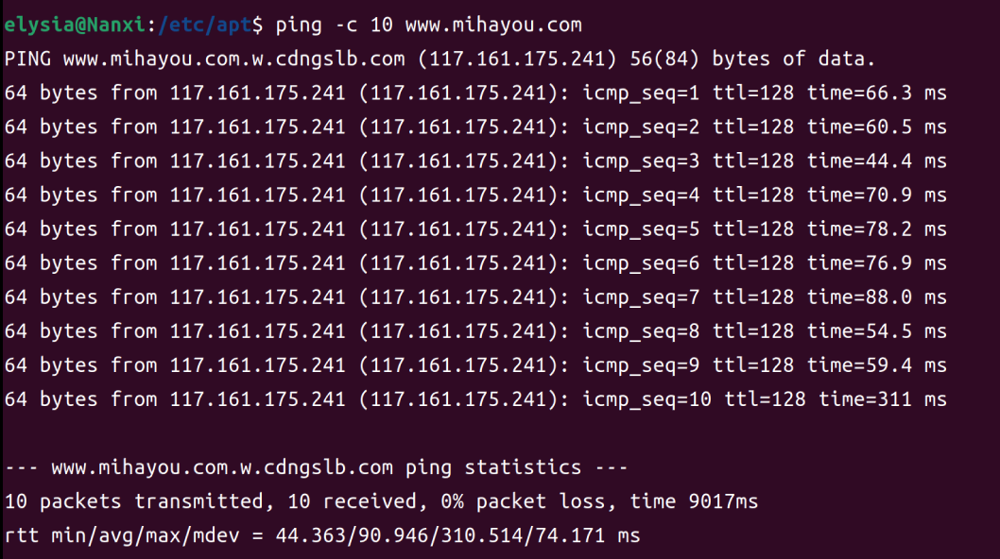 elysia@Nanxi:/etc/apt$ ping -c 10 www.mihayou.com
PING www.mihayou.com.w.cdngslb.com (117.161.175.241) 56(84) bytes of data.
64 bytes from 117.161.175.241 (117.161.175.241): icmp_seq=1 ttl=128 time=66.3 ms
64 bytes from 117.161.175.241 (117.161.175.241): icmp_seq=2 ttl=128 time=60.5 ms
64 bytes from 117.161.175.241 (117.161.175.241): icmp_seq=3 ttl=128 time=44.4 ms
64 bytes from 117.161.175.241 (117.161.175.241): icmp_seq=4 ttl=128 time=70.9 ms
64 bytes from 117.161.175.241 (117.161.175.241): icmp_seq=5 ttl=128 time=78.2 ms
64 bytes from 117.161.175.241 (117.161.175.241): icmp_seq=6 ttl=128 time=76.9 ms
64 bytes from 117.161.175.241 (117.161.175.241): icmp_seq=7 ttl=128 time=88.0 ms
64 bytes from 117.161.175.241 (117.161.175.241): icmp_seq=8 ttl=128 time=54.5 ms
64 bytes from 117.161.175.241 (117.161.175.241): icmp_seq=9 ttl=128 time=59.4 ms
64 bytes from 117.161.175.241 (117.161.175.241): icmp_seq=10 ttl=128 time=311 ms
--- www.mihayou.com.w.cdngslb.com ping statistics ---
10 packets transmitted, 10 received, 0% packet loss, time 9017ms
rtt min/avg/max/mdev = 44.363/90.946/310.514/74.171 ms